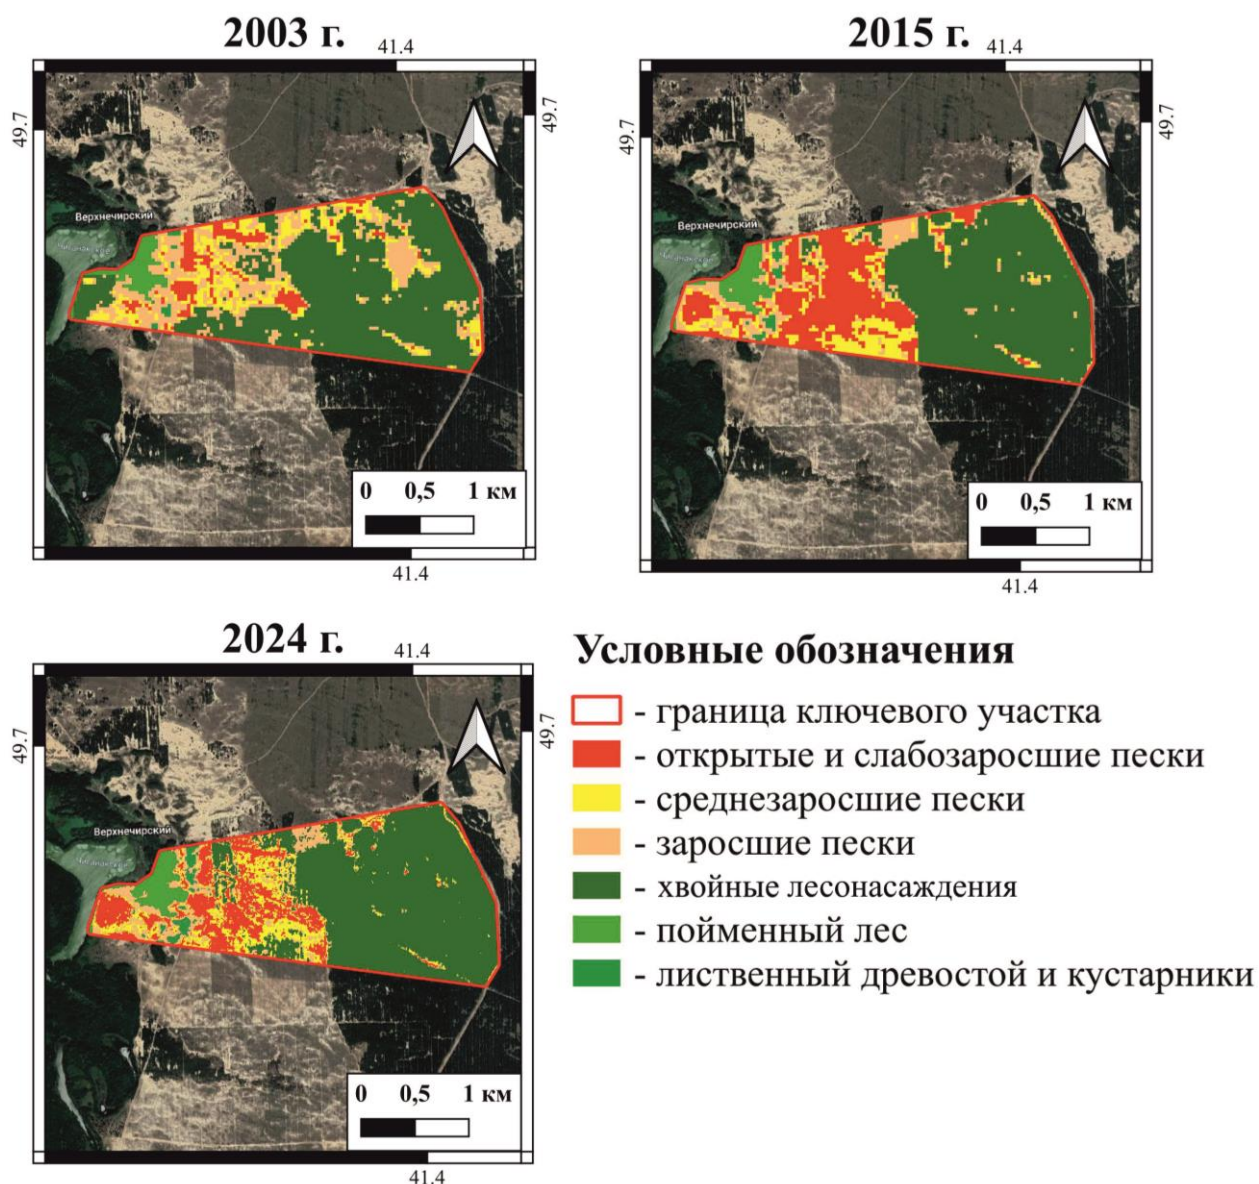 2003 г.
41.4
49.7
49.7
Верхнечирский
0 0,5 1 км
41.4
2015 г.
41.4
49.7
49.7
Верхнечирский
0 0,5 1 км
41.4
2024 г.
41.4
49.7
49.7
Верхнечирский
0 0,5 1 км
41.4
Условные обозначения
- граница ключевого участка
- открытые и слабозаросшие пески
- среднезаросшие пески
- заросшие пески
- хвойные лесонасаждения
- пойменный лес
- лиственный древостой и кустарники